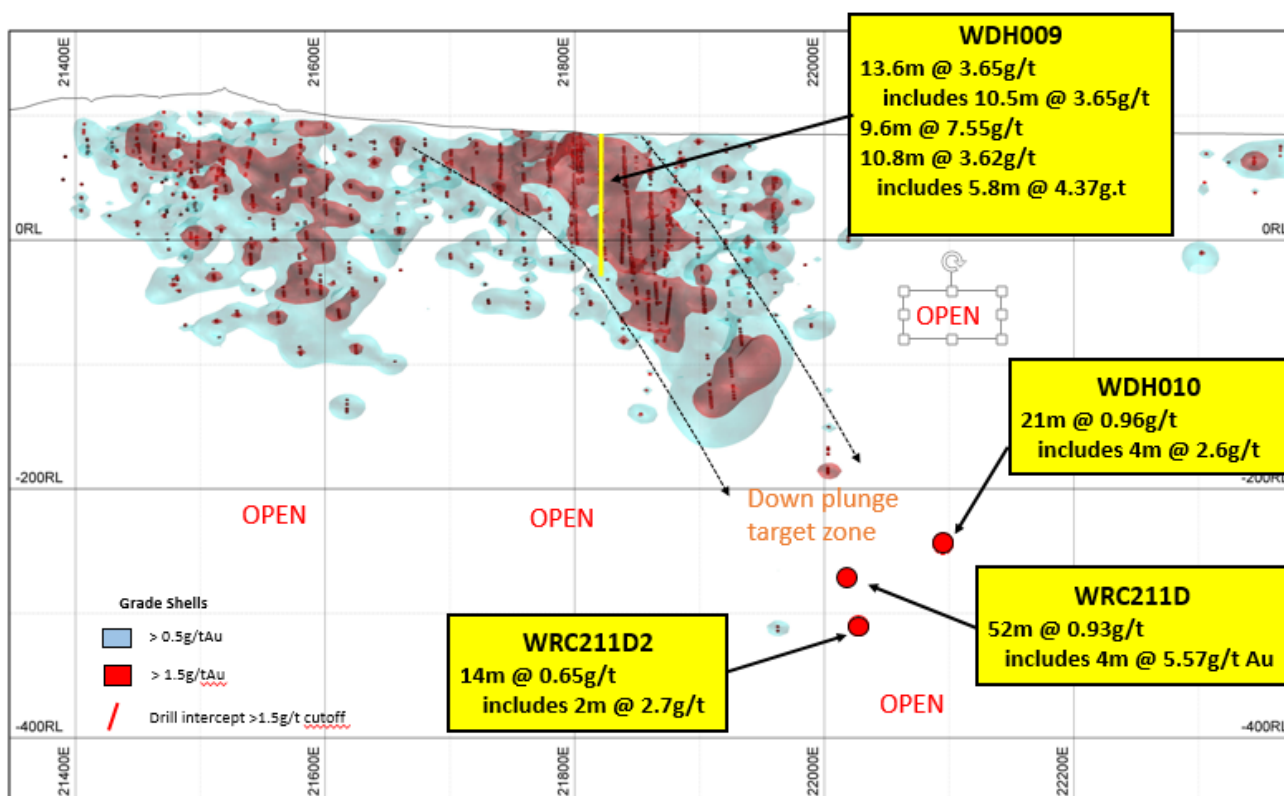 21400E
21600E
21800E
22000E
WDH009
13.6m @ 3.65g/t
includes 10.5m @ 3.65g/t
9.6m @ 7.55g/t
10.8m @ 3.62g/t
includes 5.8m @ 4.37g.t
0RL
0RL
OPEN
WDH010
21m @ 0.96g/t
includes 4m @ 2.6g/t
-200RL
-200RL
Down plunge
target zone
OPEN
OPEN
WRC211D
52m @ 0.93g/t
includes 4m @ 5.57g/t Au
WRC211D2
14m @ 0.65g/t
includes 2m @ 2.7g/t
Grade Shells
> 0.5g/tAu
> 1.5g/tAu
Drill intercept >1.5g/t cutoff
OPEN
-400RL
-400RL
21400E
21600E
21800E
22000E
22200E